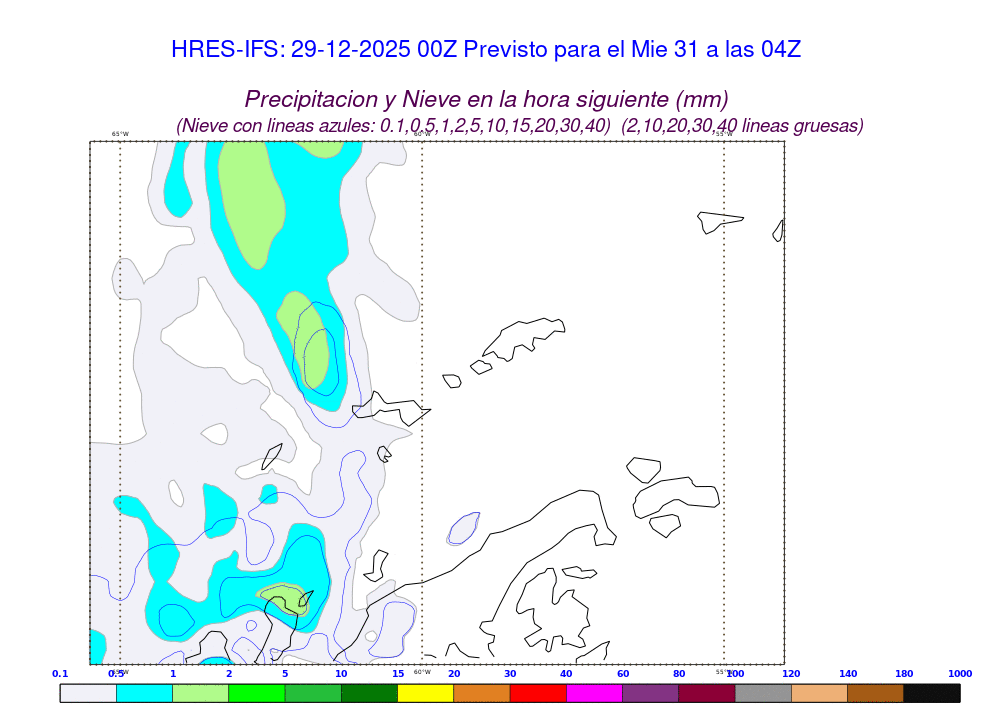 HRES-IFS: 29-12-2025 00Z Previsto para el Mie 31 a las 04Z
Precipitacion y Nieve en la hora siguiente (mm)
(Nieve con lineas azules: 0.1,0.5,1,2,5,10,15,20,30,40)  (2,10,20,30,40 lineas gruesas)
65°W 60°W 55°W
65°W 60°W 55°W
0.1 0.5 1 2 5 10 15 20 30 40 60 80 100 120 140 180 1000